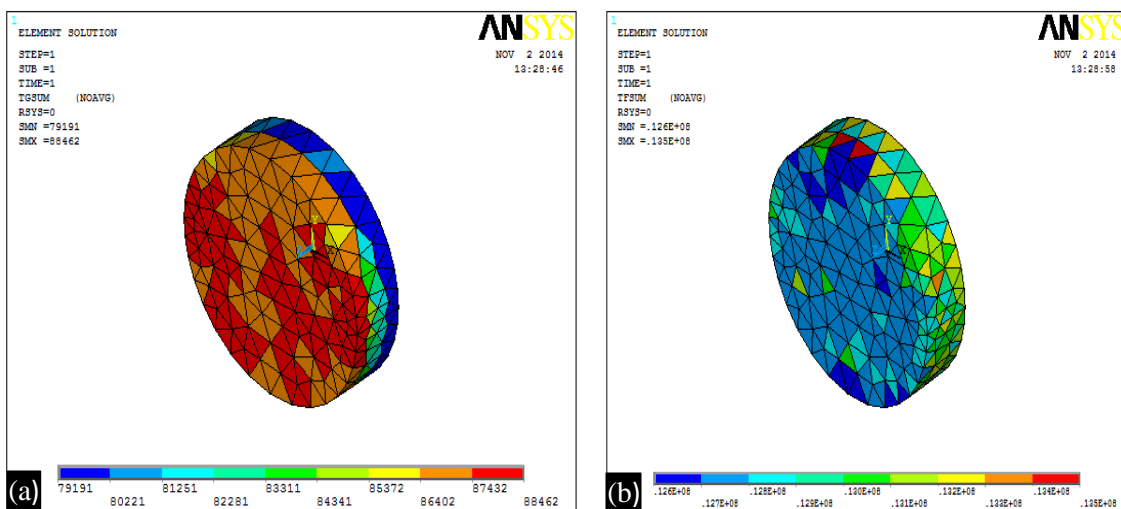 1
ANSYS
ELEMENT SOLUTION
NOV 2 2014
13:28:46
STEP=1
SUB =1
TIME=1
TGSUM (NOAVG)
RSYS=0
SMN =79191
SMX =88462
Y
Z
X
79191 80221 81251 82281 83311 84341 85372 86402 87432 88462
(a)
1
ANSYS
ELEMENT SOLUTION
NOV 2 2014
13:28:58
STEP=1
SUB =1
TIME=1
TFSUM (NOAVG)
RSYS=0
SMN =.126E+08
SMX =.135E+08
Y
Z
X
.126E+08 .127E+08 .128E+08 .129E+08 .130E+08 .131E+08 .132E+08 .133E+08 .134E+08 .135E+08
(b)